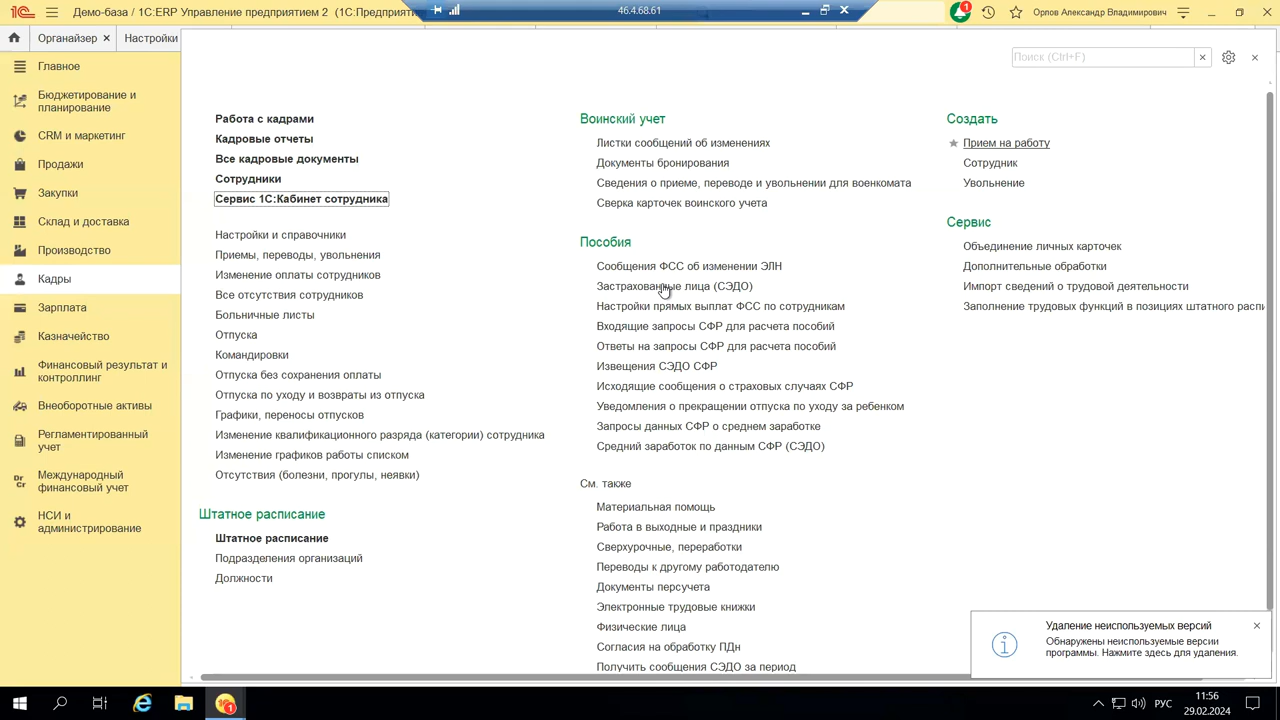 Демо-база / 1С:ERP Управление предприятием 2 (1С:Предприятие
46.4.68.61
1
Орлов Александр Владимирович
Органайзер
Настройки
Поиск (Ctrl+F)
Главное
Бюджетирование и
планирование
CRM и маркетинг
Продажи
Закупки
Склад и доставка
Производство
Кадры
Зарплата
Казначейство
Финансовый результат и
контроллинг
Внеоборотные активы
Регламентированный
учет
Международный
финансовый учет
НСИ и
администрирование
Работа с кадрами
Кадровые отчеты
Все кадровые документы
Сотрудники
Сервис 1С:Кабинет сотрудника
Настройки и справочники
Приемы, переводы, увольнения
Изменение оплаты сотрудников
Все отсутствия сотрудников
Больничные листы
Отпуска
Командировки
Отпуска без сохранения оплаты
Отпуска по уходу и возвраты из отпуска
Графики, переносы отпусков
Изменение квалификационного разряда (категории) сотрудника
Изменение графиков работы списком
Отсутствия (болезни, прогулы, неявки)
Штатное расписание
Штатное расписание
Подразделения организаций
Должности
Воинский учет
Листки сообщений об изменениях
Документы бронирования
Сведения о приеме, переводе и увольнении для военкомата
Сверка карточек воинского учета
Пособия
Сообщения ФСС об изменении ЭЛН
Застрахованные лица (СЭДО)
Настройки прямых выплат ФСС по сотрудникам
Входящие запросы СФР для расчета пособий
Ответы на запросы СФР для расчета пособий
Извещения СЭДО СФР
Исходящие сообщения о страховых случаях СФР
Уведомления о прекращении отпуска по уходу за ребенком
Запросы данных СФР о среднем заработке
Средний заработок по данным СФР (СЭДО)
См. также
Материальная помощь
Работа в выходные и праздники
Сверхурочные, переработки
Переводы к другому работодателю
Документы персучета
Электронные трудовые книжки
Физические лица
Согласия на обработку ПДн
Получить сообщения СЭДО за период
Создать
Прием на работу
Сотрудник
Увольнение
Сервис
Объединение личных карточек
Дополнительные обработки
Импорт сведений о трудовой деятельности
Заполнение трудовых функций в позициях штатного распи
Удаление неиспользуемых версий
Обнаружены неиспользуемые версии
программы. Нажмите здесь для удаления.
РУС
11:56
29.02.2024